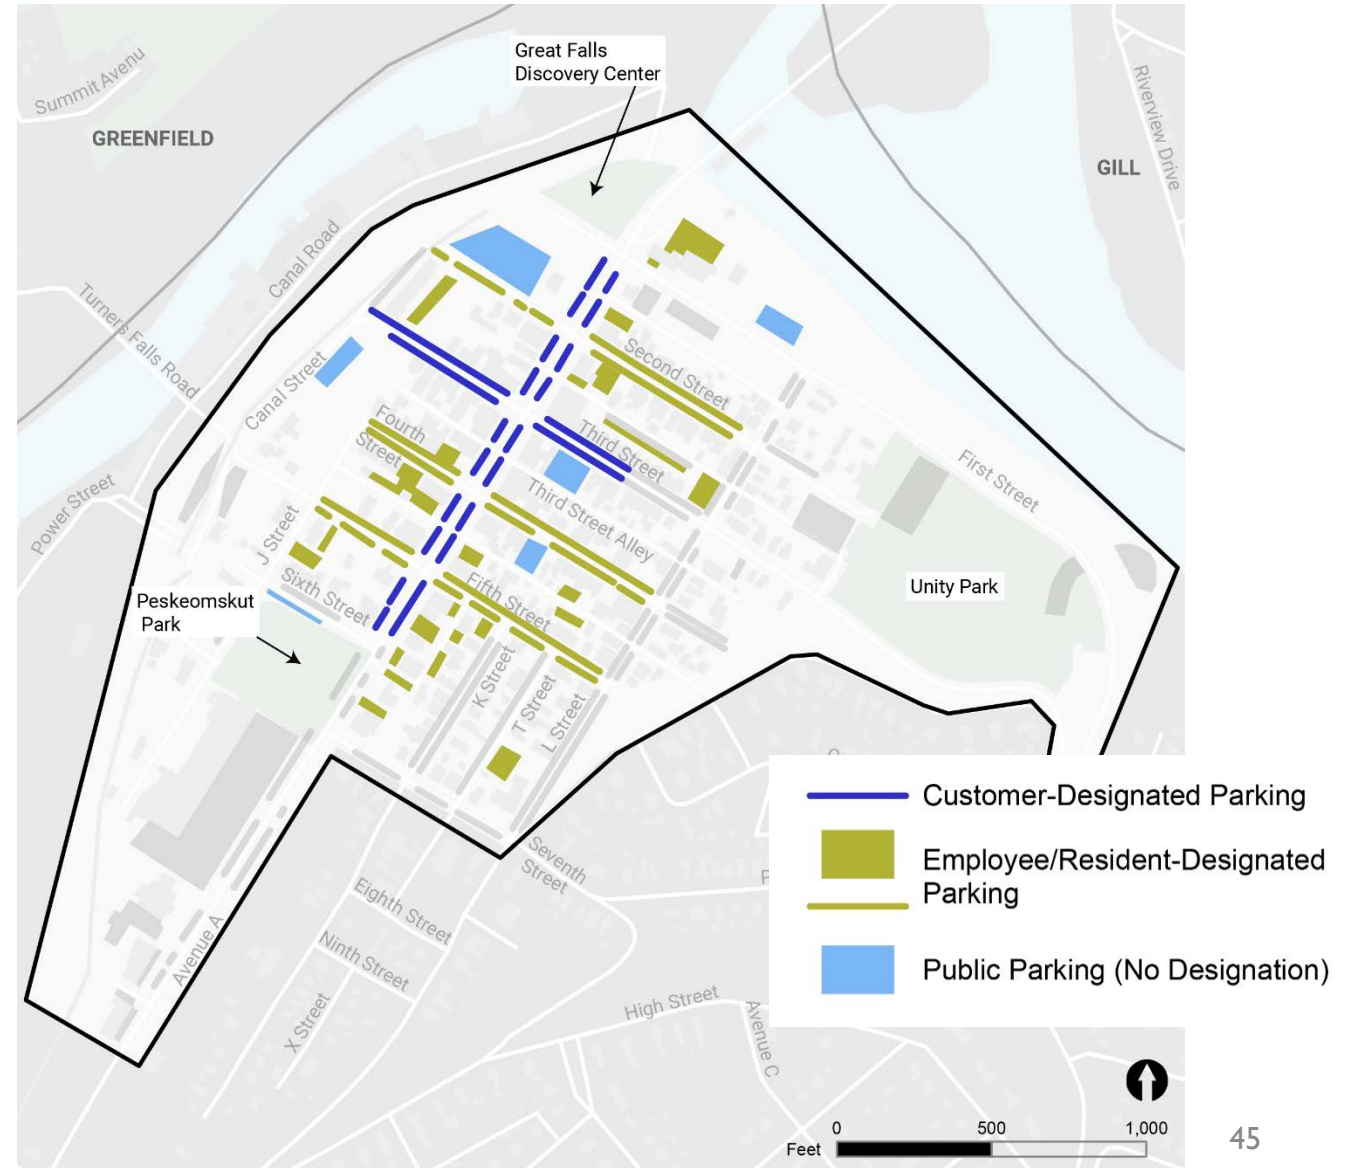 Great Falls
Discovery Center
Summit Avenu
GREENFIELD
GILL
Riverview Drive
Canal Road
Turners Falls Road
Canal Street
Second Street
Fourth
Street
Third Street
First Street
Power Street
Third Street Alley
J Street
Sixth Street
Fifth Street
Unity Park
Peskeomskut
Park
K Street
T Street
L Street
Customer-Designated Parking
Employee/Resident-Designated
Parking
Public Parking (No Designation)
Seventh
Street
Eighth Street
Avenue A
Ninth Street
X Street
High Street
Avenue C
0 500 1,000
Feet
45